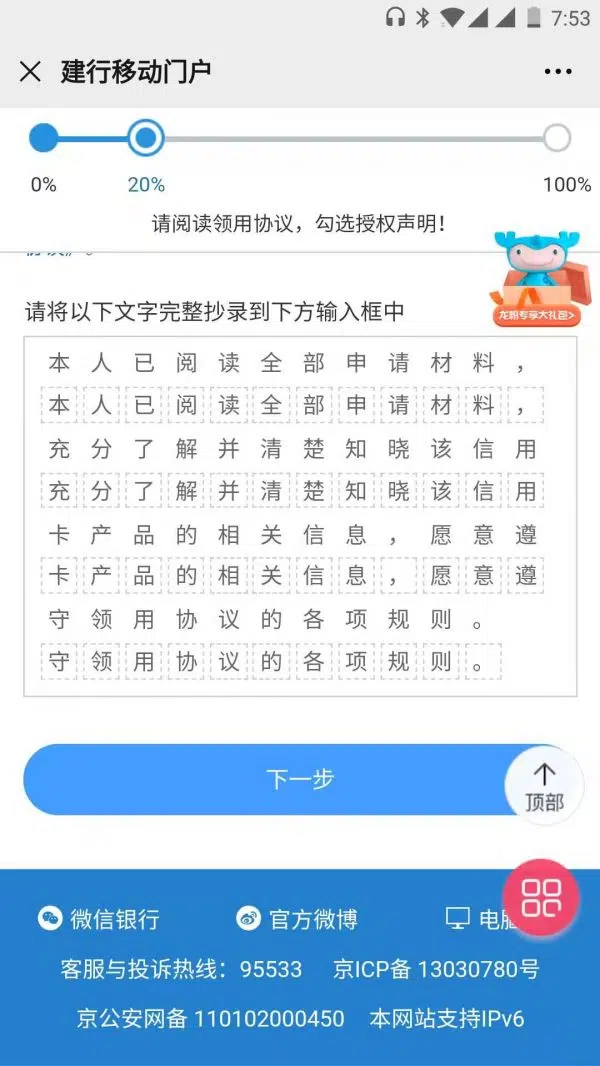 7:53
建行移动门户
0%
20%
100%
请阅读领用协议，勾选授权声明！
请将以下文字完整抄录到下方输入框中
本人已阅读全部申请材料，
本人已阅读全部申请材料，
充分了解并清楚知晓该信用
充分了解并清楚知晓该信用
卡产品的相关信息，愿意遵
卡产品的相关信息，愿意遵
守领用协议的各项规则。
守领用协议的各项规则。
龙粉专享大礼包>
下一步
顶部
微信银行 官方微博 电脑
客服与投诉热线：95533 京ICP备 13030780号
京公安网备 110102000450 本网站支持IPv6